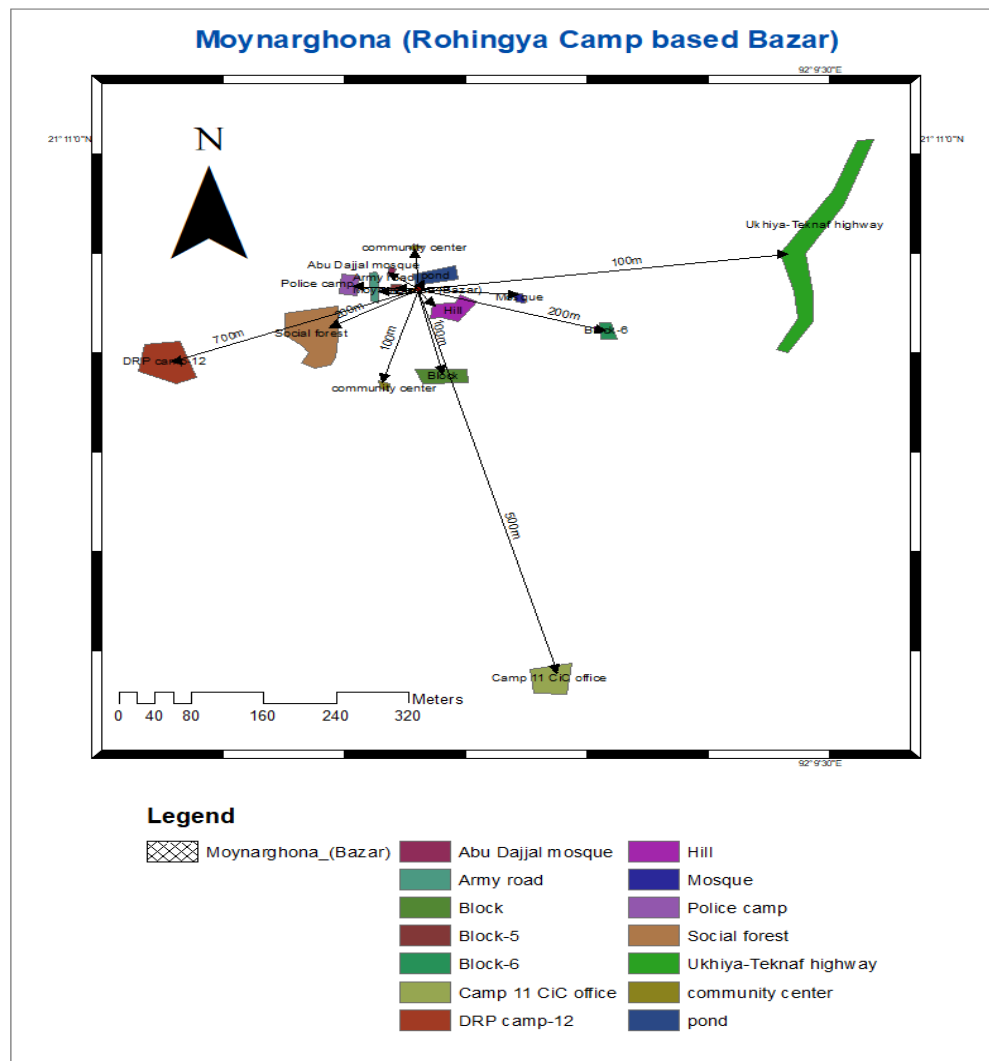 Moynarghona (Rohingya Camp based Bazar)
92°9'30"E
21°11'0"N
21°11'0"N
N
Ukhiya-Teknaf highway
community center
100m
Abu Dajjal mosque
pond
Army road
Police camp
(Bazar)
Mosque
Hill
200m
Block-6
Social forest
700m
100m
100m
DRP camp-12
Block
community center
500m
Camp 11 CiC office
Meters
0 40 80 160 240 320
92°9'30"E
Legend
Moynarghona_(Bazar)
Abu Dajjal mosque
Army road
Block
Block-5
Block-6
Camp 11 CiC office
DRP camp-12
Hill
Mosque
Police camp
Social forest
Ukhiya-Teknaf highway
community center
pond